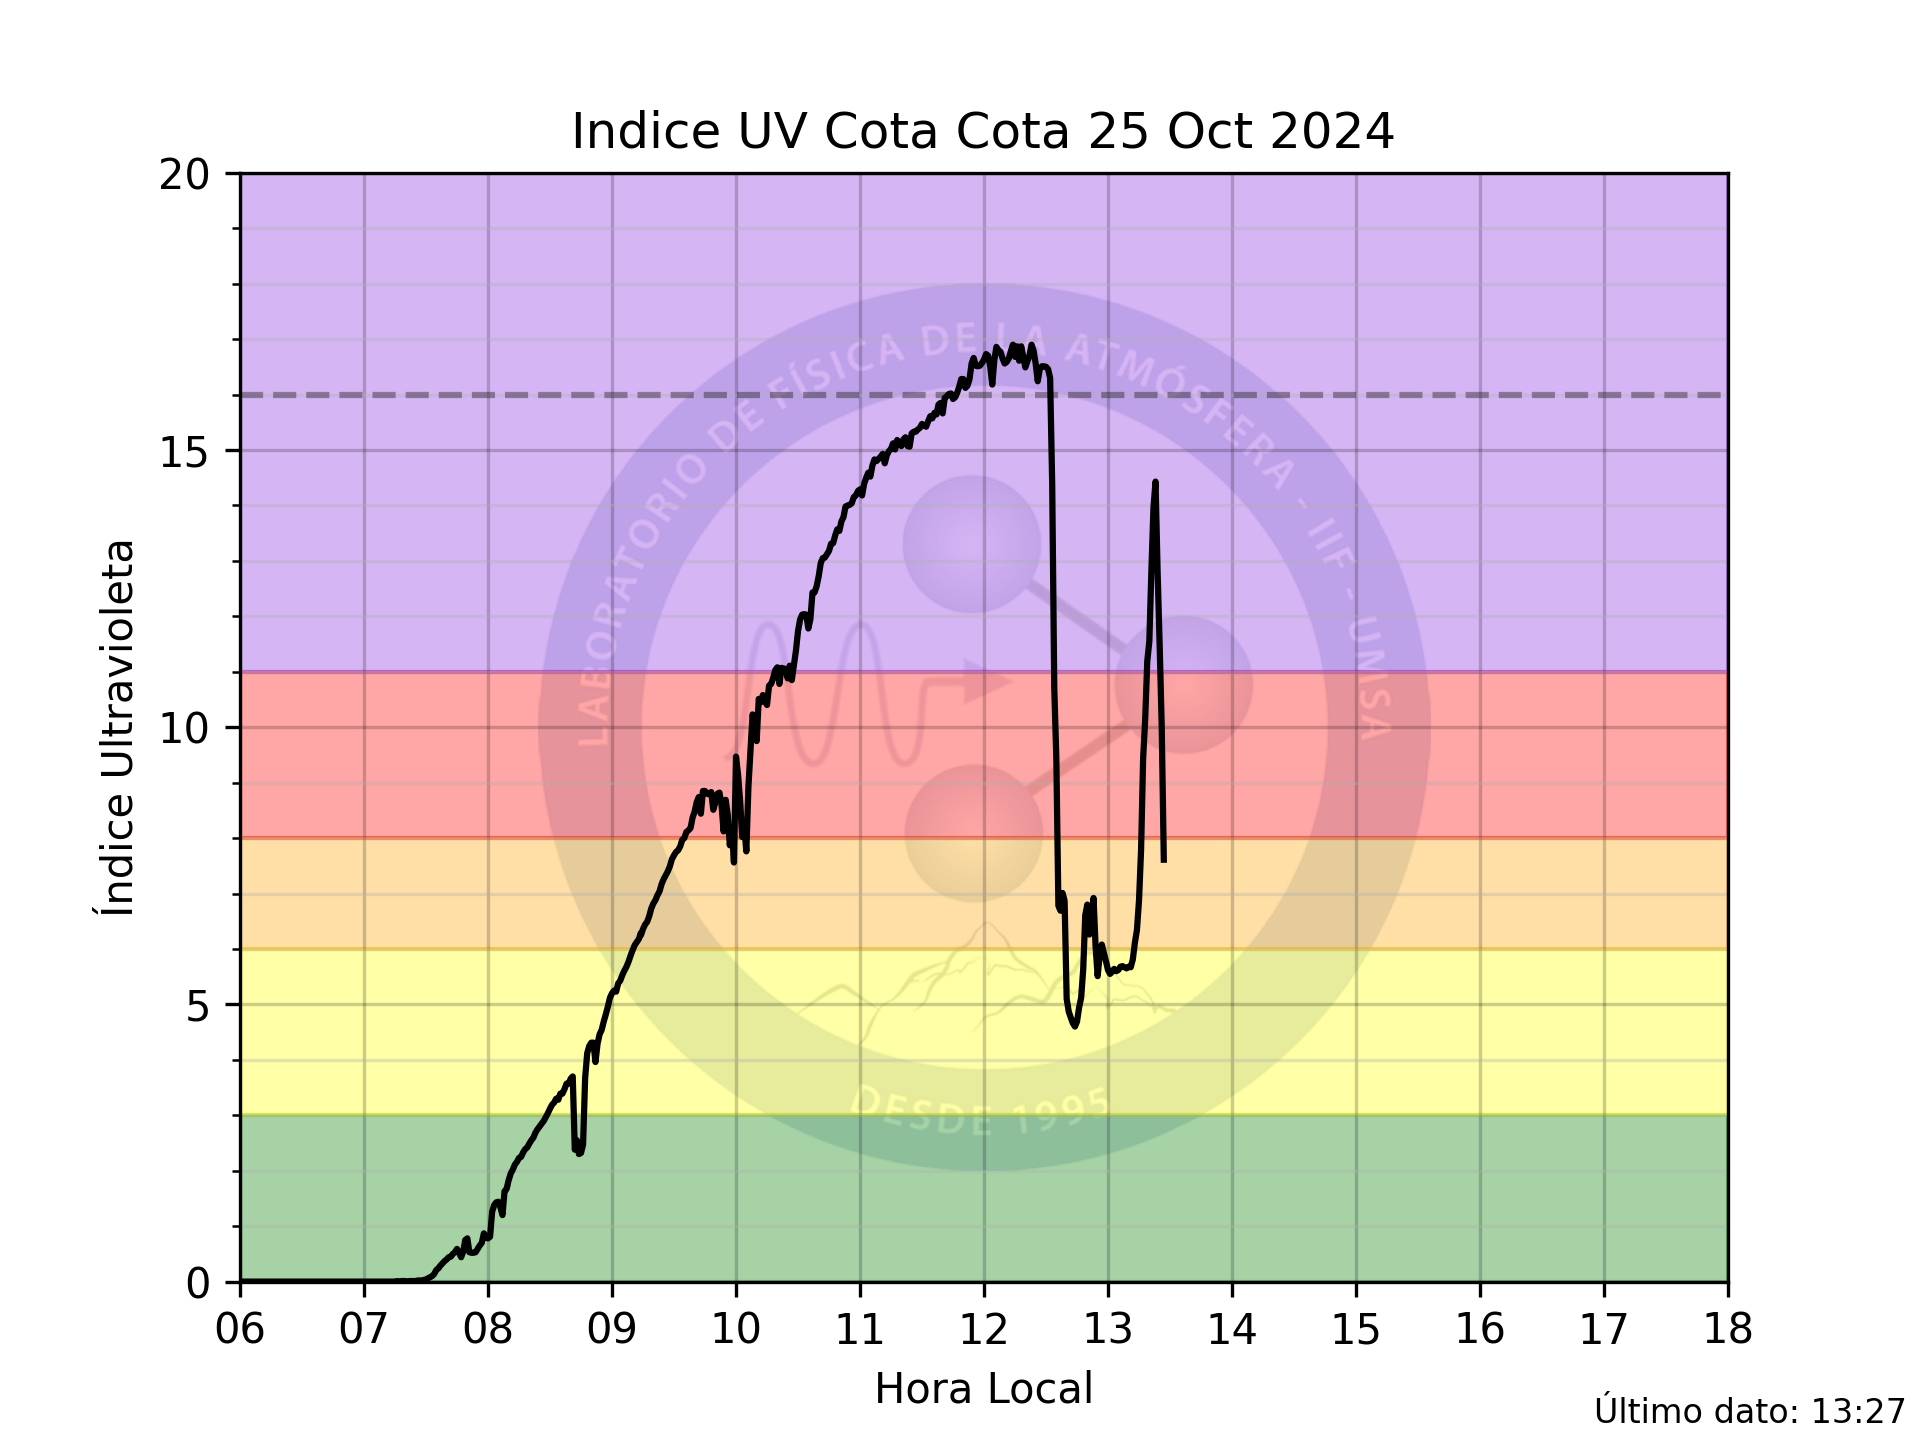 Indice UV Cota Cota 25 Oct 2024
20
15
10
5
0
Índice Ultravioleta
LABORATORIO DE FÍSICA DE LA ATMÓSFERA - IIF - UMSA
DESDE 1995
06 07 08 09 10 11 12 13 14 15 16 17 18
Hora Local
Último dato: 13:27